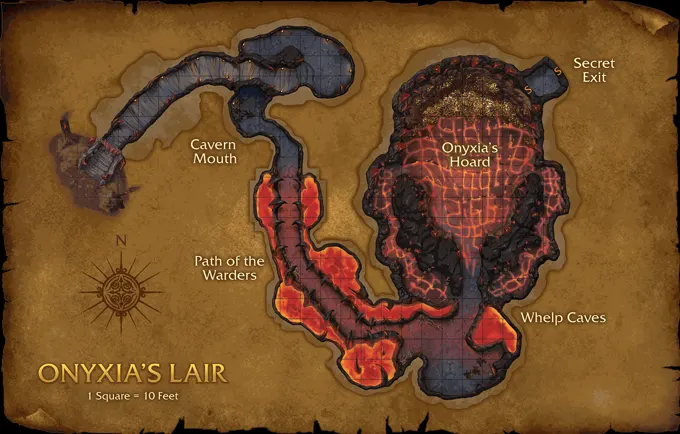 Secret
Exit
Cavern
Mouth
Onyxia's
Hoard
S
S
N
Path of the
Warders
Whelp Caves
ONYXIA'S LAIR
1 Square = 10 Feet